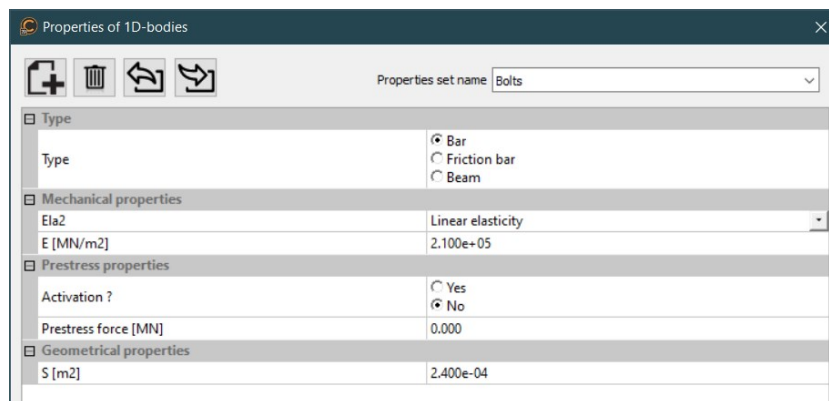 Properties of 1D-bodies
Properties set name Bolts
Type
Type
Bar
Friction bar
Beam
Mechanical properties
Ela2 Linear elasticity
E [MN/m2] 2.100e+05
Prestress properties
Activation ?
Yes
No
Prestress force [MN] 0.000
Geometrical properties
S [m2] 2.400e-04